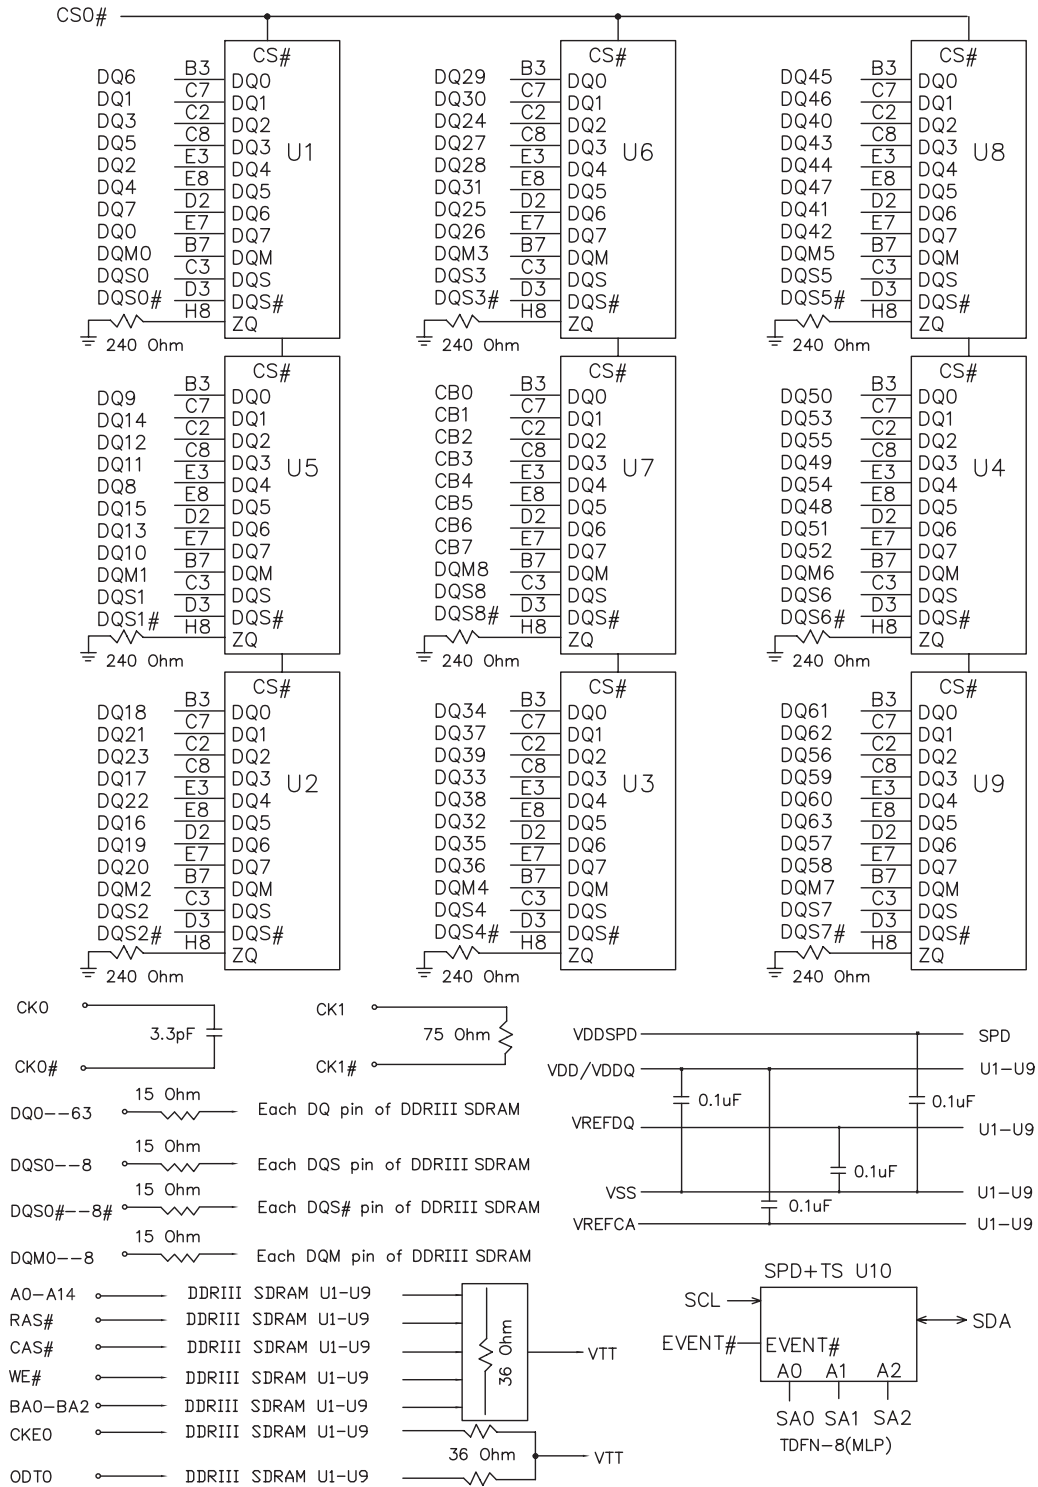 CS0#
CS# CS# CS#
DQ6 B3 DQ0 DQ29 B3 DQ0 DQ45 B3 DQ0
DQ1 C7 DQ1 DQ30 C7 DQ1 DQ46 C7 DQ1
DQ3 C2 DQ2 DQ24 C2 DQ2 DQ40 C2 DQ2
DQ5 C8 DQ3 U1 DQ27 C8 DQ3 U6 DQ43 C8 DQ3 U8
DQ2 E3 DQ4 DQ28 E3 DQ4 DQ44 E3 DQ4
DQ4 E8 DQ5 DQ31 E8 DQ5 DQ47 E8 DQ5
DQ7 D2 DQ6 DQ25 D2 DQ6 DQ41 D2 DQ6
DQ0 E7 DQ7 DQ26 E7 DQ7 DQ42 E7 DQ7
DQM0 B7 DQM DQM3 B7 DQM DQM5 B7 DQM
DQS0 C3 DQS DQS3 C3 DQS DQS5 C3 DQS
DQS0# D3 DQS# DQS3# D3 DQS# DQS5# D3 DQS#
H8 ZQ H8 ZQ H8 ZQ
240 Ohm 240 Ohm 240 Ohm
CS# CS# CS#
DQ9 B3 DQ0 CB0 B3 DQ0 DQ50 B3 DQ0
DQ14 C7 DQ1 CB1 C7 DQ1 DQ53 C7 DQ1
DQ12 C2 DQ2 CB2 C2 DQ2 DQ55 C2 DQ2
DQ11 C8 DQ3 U5 CB3 C8 DQ3 U7 DQ49 C8 DQ3 U4
DQ8 E3 DQ4 CB4 E3 DQ4 DQ54 E3 DQ4
DQ15 E8 DQ5 CB5 E8 DQ5 DQ48 E8 DQ5
DQ13 D2 DQ6 CB6 D2 DQ6 DQ51 D2 DQ6
DQ10 E7 DQ7 CB7 E7 DQ7 DQ52 E7 DQ7
DQM1 B7 DQM DQM8 B7 DQM DQM6 B7 DQM
DQS1 C3 DQS DQS8 C3 DQS DQS6 C3 DQS
DQS1# D3 DQS# DQS8# D3 DQS# DQS6# D3 DQS#
H8 ZQ H8 ZQ H8 ZQ
240 Ohm 240 Ohm 240 Ohm
CS# CS# CS#
DQ18 B3 DQ0 DQ34 B3 DQ0 DQ61 B3 DQ0
DQ21 C7 DQ1 DQ37 C7 DQ1 DQ62 C7 DQ1
DQ23 C2 DQ2 DQ39 C2 DQ2 DQ56 C2 DQ2
DQ17 C8 DQ3 U2 DQ33 C8 DQ3 U3 DQ59 C8 DQ3 U9
DQ22 E3 DQ4 DQ38 E3 DQ4 DQ60 E3 DQ4
DQ16 E8 DQ5 DQ32 E8 DQ5 DQ63 E8 DQ5
DQ19 D2 DQ6 DQ35 D2 DQ6 DQ57 D2 DQ6
DQ20 E7 DQ7 DQ36 E7 DQ7 DQ58 E7 DQ7
DQM2 B7 DQM DQM4 B7 DQM DQM7 B7 DQM
DQS2 C3 DQS DQS4 C3 DQS DQS7 C3 DQS
DQS2# D3 DQS# DQS4# D3 DQS# DQS7# D3 DQS#
H8 ZQ H8 ZQ H8 ZQ
240 Ohm 240 Ohm 240 Ohm
CK0
3.3pF
CK0#
CK1
75 Ohm
CK1#
VDDSPD SPD
VDD/VDDQ U1-U9
0.1uF 0.1uF
VREFDQ U1-U9
0.1uF
VSS U1-U9
0.1uF
VREFCA U1-U9
15 Ohm
DQ0--63 Each DQ pin of DDRIII SDRAM
15 Ohm
DQS0--8 Each DQS pin of DDRIII SDRAM
15 Ohm
DQS0#--8# Each DQS# pin of DDRIII SDRAM
15 Ohm
DQM0--8 Each DQM pin of DDRIII SDRAM
A0-A14 DDRIII SDRAM U1-U9
RAS# DDRIII SDRAM U1-U9
CAS# DDRIII SDRAM U1-U9
WE# DDRIII SDRAM U1-U9
BA0-BA2 DDRIII SDRAM U1-U9
36 Ohm
VTT
CKE0 DDRIII SDRAM U1-U9
36 Ohm VTT
ODT0 DDRIII SDRAM U1-U9
SPD+TS U10
SCL
SDA
EVENT# EVENT#
A0 A1 A2
SA0 SA1 SA2
TDFN-8(MLP)